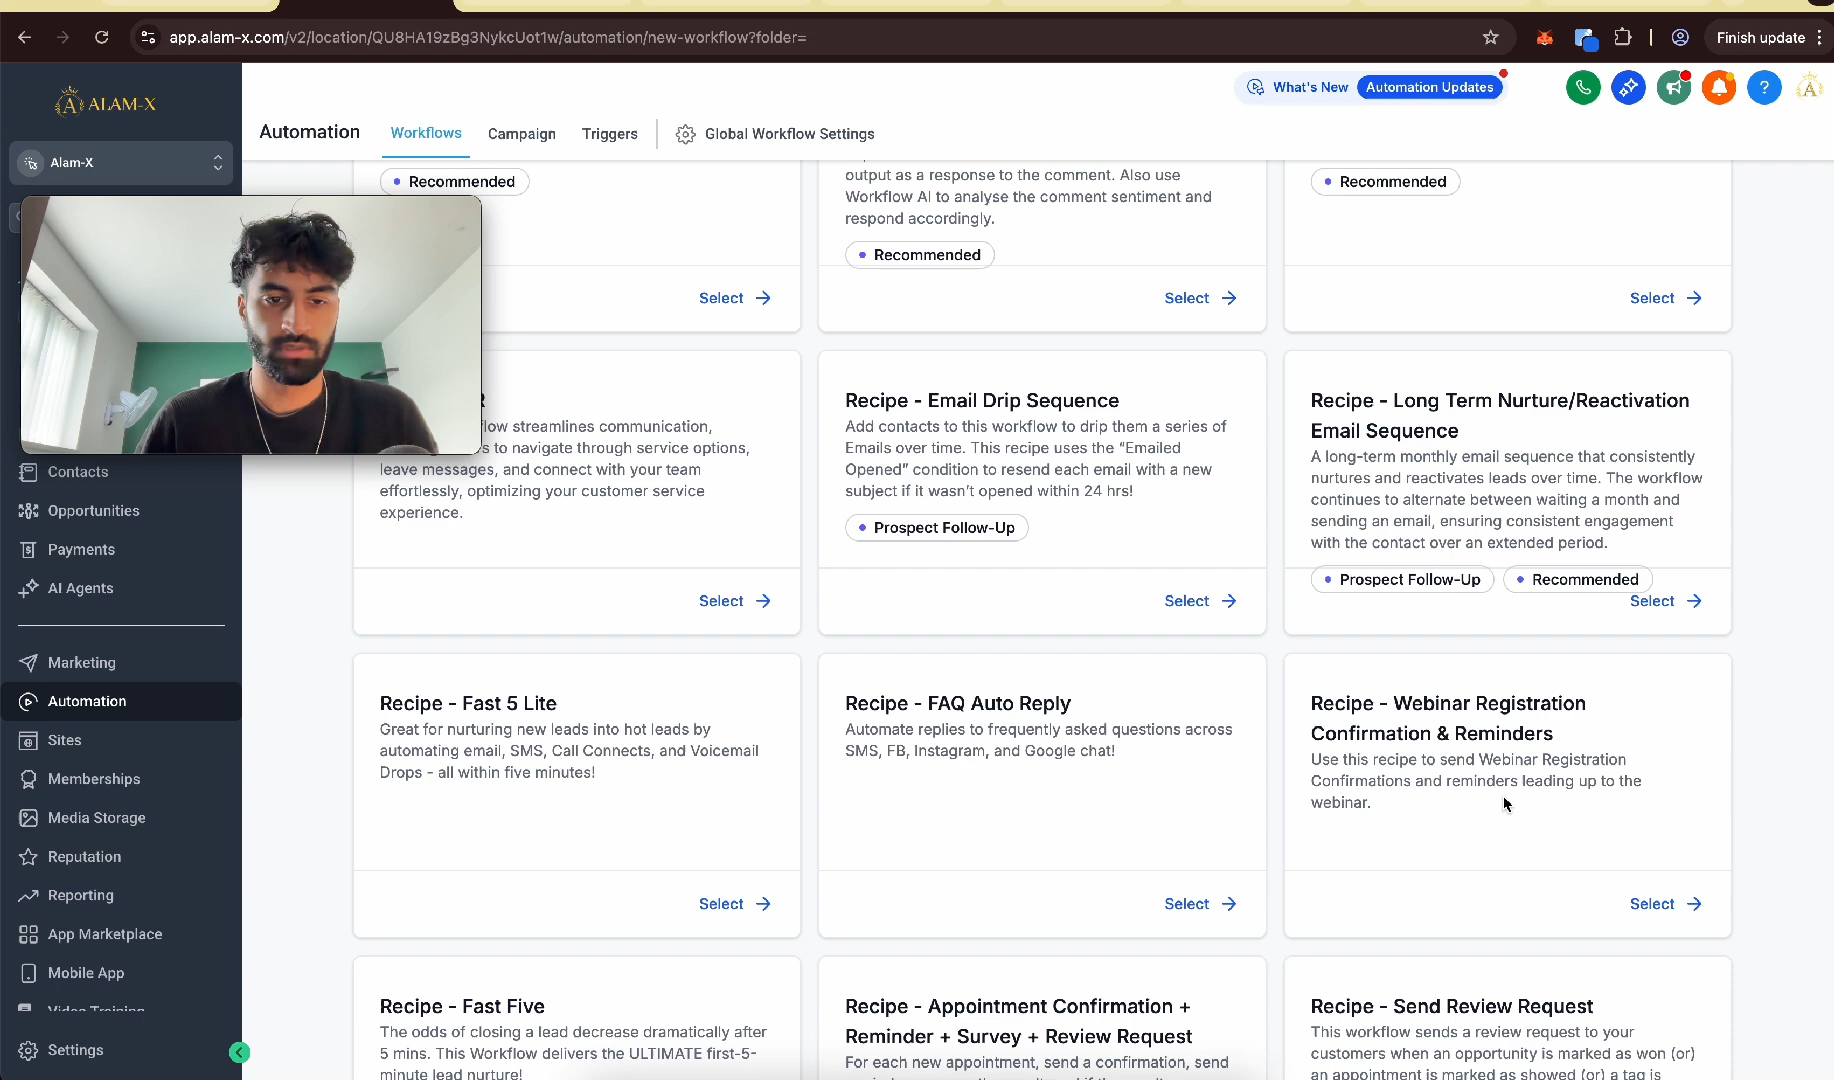 app.alam-x.com/v2/location/QU8HA19zBg3NykcUot1w/automation/new-workflow?folder=
Finish update
ALAM-X
What's New
Automation Updates
Alam-X
Automation
Workflows
Campaign
Triggers
Global Workflow Settings
Recommended
output as a response to the comment. Also use
Workflow AI to analyse the comment sentiment and
respond accordingly.
Recommended
Recommended
Select
Select
Select
flow streamlines communication,
s to navigate through service options,
leave messages, and connect with your team
effortlessly, optimizing your customer service
experience.
Select
Recipe - Email Drip Sequence
Add contacts to this workflow to drip them a series of
Emails over time. This recipe uses the “Emailed
Opened” condition to resend each email with a new
subject if it wasn’t opened within 24 hrs!
Prospect Follow-Up
Select
Recipe - Long Term Nurture/Reactivation
Email Sequence
A long-term monthly email sequence that consistently
nurtures and reactivates leads over time. The workflow
continues to alternate between waiting a month and
sending an email, ensuring consistent engagement
with the contact over an extended period.
Prospect Follow-Up
Recommended
Select
Contacts
Opportunities
Payments
AI Agents
Marketing
Automation
Sites
Memberships
Media Storage
Reputation
Reporting
App Marketplace
Mobile App
Video Training
Settings
Recipe - Fast 5 Lite
Great for nurturing new leads into hot leads by
automating email, SMS, Call Connects, and Voicemail
Drops - all within five minutes!
Select
Recipe - FAQ Auto Reply
Automate replies to frequently asked questions across
SMS, FB, Instagram, and Google chat!
Select
Recipe - Webinar Registration
Confirmation & Reminders
Use this recipe to send Webinar Registration
Confirmations and reminders leading up to the
webinar.
Select
Recipe - Fast Five
The odds of closing a lead decrease dramatically after
5 mins. This Workflow delivers the ULTIMATE first-5-
minute lead nurture!
Recipe - Appointment Confirmation +
Reminder + Survey + Review Request
For each new appointment, send a confirmation, send
Recipe - Send Review Request
This workflow sends a review request to your
customers when an opportunity is marked as won (or)
an appointment is marked as showed (or) a tag is